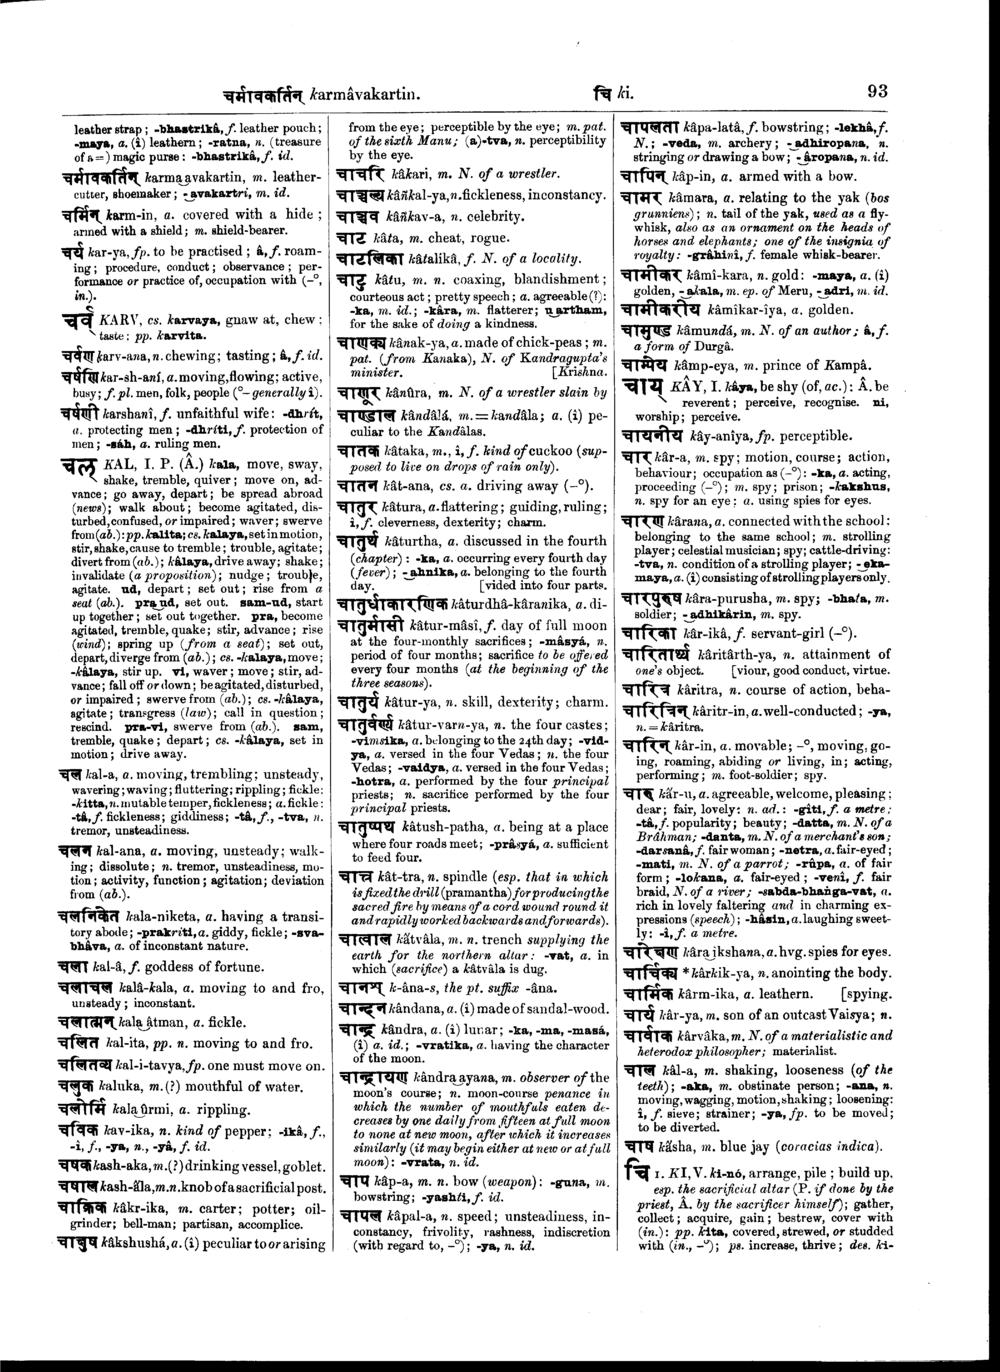 चर्मावकर्तिन् karmâvakartin.
चि ki.
93
leather strap; -bhastrikâ, f. leather pouch;
-maya, a. (î) leathern; -ratna, n. (treasure
of a =) magic purse: -bhastrikâ, f. id.
चर्मावकर्तिन् karma‿avakartin, m. leather-
cutter, shoemaker; -‿avakartri, m. id.
चर्मिन् karm-in, a. covered with a hide;
armed with a shield; m. shield-bearer.
चर्य kar-ya, fp. to be practised; â, f. roam-
ing; procedure, conduct; observance; per-
formance or practice of, occupation with (-°,
in.).
चर्व् KARV, cs. karvaya, gnaw at, chew:
taste: pp. karvita.
चर्वण karv-ana, n. chewing; tasting; â, f. id.
चर्षणि kar-sh-aní, a. moving, flowing; active,
busy; f. pl. men, folk, people (°- generally î).
चर्षणी karshanî, f. unfaithful wife: -dhrít,
a. protecting men; -dhríti, f. protection of
men; -sáh, a. ruling men.
चल् KAL, I. P. (Â.) kala, move, sway,
shake, tremble, quiver; move on, ad-
vance; go away, depart; be spread abroad
(news); walk about; become agitated, dis-
turbed, confused, or impaired; waver; swerve
from (ab.): pp. kalita; cs. kalaya, set in motion,
stir, shake, cause to tremble; trouble, agitate;
divert from (ab.); kâlaya, drive away; shake;
invalidate (a proposition); nudge; trouble,
agitate. ud, depart; set out; rise from a
seat (ab.). pra‿ud, set out. sam-ud, start
up together; set out together. pra, become
agitated, tremble, quake; stir, advance; rise
(wind); spring up (from a seat); set out,
depart, diverge from (ab.); cs. -kalaya, move;
-kâlaya, stir up. vi, waver; move; stir, ad-
vance; fall off or down; be agitated, disturbed,
or impaired; swerve from (ab.); cs. -kâlaya,
agitate; transgress (law); call in question;
rescind. pra-vi, swerve from (ab.). sam,
tremble, quake; depart; cs. -kâlaya, set in
motion; drive away.
चल kal-a, a. moving, trembling; unsteady,
wavering; waving; fluttering; rippling; fickle:
-kitta, n. mutable temper, fickleness; a. fickle:
-tâ, f. fickleness; giddiness; -tâ, f., -tva, n.
tremor, unsteadiness.
चलन kal-ana, a. moving, unsteady; walk-
ing; dissolute; n. tremor, unsteadiness, mo-
tion; activity, function; agitation; deviation
from (ab.).
चलनिकेत kala-niketa, a. having a transi-
tory abode; -prakriti, a. giddy, fickle; -sva-
bhâva, a. of inconstant nature.
चला kal-â, f. goddess of fortune.
चलाचल kalâ-kala, a. moving to and fro,
unsteady; inconstant.
चलात्मन् kala‿âtman, a. fickle.
चलित kal-ita, pp. n. moving to and fro.
चलितव्य kal-i-tavya, fp. one must move on.
चलुक kaluka, m. (?) mouthful of water.
चलोर्मि kala‿ûrmi, a. rippling.
चविक kav-ika, n. kind of pepper; -ikâ, f.,
-i, f., -ya, n., -yâ, f. id.
चषक kash-aka, m. (?) drinking vessel, goblet.
चषाल kash-âla, m. n. knob of a sacrificial post.
चाक्रिक kâkr-ika, m. carter; potter; oil-
grinder; bell-man; partisan, accomplice.
चाक्षुष kâkshushá, a. (î) peculiar to or arising
from the eye; perceptible by the eye; m. pat.
of the sixth Manu; (a)-tva, n. perceptibility
by the eye.
चाचरि kâkari, m. N. of a wrestler.
चाञ्चल्य kâñkal-ya, n. fickleness, inconstancy.
चाञ्चव kâñkav-a, n. celebrity.
चाट kâta, m. cheat, rogue.
चाटलिका kâtalikâ, f. N. of a locality.
चाटु kâtu, m. n. coaxing, blandishment;
courteous act; pretty speech; a. agreeable (?):
-ka, m. id.; -kâra, m. flatterer; u‿artham,
for the sake of doing a kindness.
चाणक्य kânak-ya, a. made of chick-peas; m.
pat. (from Kanaka), N. of Kandragupta's
minister. [Krishna.
चाणूर kânûra, m. N. of a wrestler slain by
चाण्डाल kândâlá, m. = kandâla; a. (î) pe-
culiar to the Kandâlas.
चातक kâtaka, m., î, f. kind of cuckoo (sup-
posed to live on drops of rain only).
चातन kât-ana, cs. a. driving away (-°).
चातुर kâtura, a. flattering; guiding, ruling;
î, f. cleverness, dexterity; charm.
चातुर्थ kâturtha, a. discussed in the fourth
(chapter): -ka, a. occurring every fourth day
(fever); -‿ahnika, a. belonging to the fourth
day. [vided into four parts.
चातुर्धाकारणिक kâturdhâ-kâranika, a. di-
चातुर्मासी kâtur-mâsî, f. day of full moon
at the four-monthly sacrifices; -mâsyá, n.
period of four months; sacrifice to be offered
every four months (at the beginning of the
three seasons).
चातुर्य kâtur-ya, n. skill, dexterity; charm.
चातुर्वर्ण्य kâtur-varn-ya, n. the four castes;
-vimsika, a. belonging to the 24th day; -vid-
ya, a. versed in the four Vedas; n. the four
Vedas; -vaidya, a. versed in the four Vedas;
-hotra, a. performed by the four principal
priests; n. sacrifice performed by the four
principal priests.
चातुष्पथ kâtush-patha, a. being at a place
where four roads meet; -prâsyá, a. sufficient
to feed four.
चात्त्र kât-tra, n. spindle (esp. that in which
is fixed the drill (pramantha) for producing the
sacred fire by means of a cord wound round it
and rapidly worked backwards and forwards).
चात्वाल kấtvâla, m. n. trench supplying the
earth for the northern altar: -vat, a. in
which (sacrifice) a kâtvâla is dug.
चानश् k-âna-s, the pt. suffix -âna.
चान्दन kândana, a. (î) made of sandal-wood.
चान्द्र kândra, a. (î) lunar; -ka, -ma, -masá,
(î) a. id.; -vratika, a. having the character
of the moon.
चान्द्रायण kândra‿ayana, m. observer of the
moon's course; n. moon-course penance in
which the number of mouthfuls eaten de-
creases by one daily from fifteen at full moon
to none at new moon, after which it increases
similarly (it may begin either at new or at full
moon): -vrata, n. id.
चाप kâp-a, m. n. bow (weapon): -guna, m.
bowstring; -yashti, f. id.
चापल kâpal-a, n. speed; unsteadiness, in-
constancy, frivolity, rashness, indiscretion
(with regard to, -°); -ya, n. id.
चापलता kâpa-latâ, f. bowstring; -lekhâ, f.
N.; -veda, m. archery; -‿adhiropana, n.
stringing or drawing a bow; -‿âropana, n. id.
चापिन् kâp-in, a. armed with a bow.
चामर kâmara, a. relating to the yak (bos
grunniens); n. tail of the yak, used as a fly-
whisk, also as an ornament on the heads of
horses and elephants; one of the insignia of
royalty: -grâhinî, f. female whisk-bearer.
चामीकर kâmî-kara, n. gold: -maya, a. (î)
golden, -‿akala, m. ep. of Meru, -‿adri, m. id.
चामीकरीय kâmîkar-îya, a. golden.
चामुण्ड kâmundá, m. N. of an author; â, f.
a form of Durgâ.
चाम्पेय kâmp-eya, m. prince of Kampâ.
चाय् KÂY, I. kâya, be shy (of, ac.): Â. be
reverent; perceive, recognise. ni,
worship; perceive.
चायनीय kây-anîya, fp. perceptible.
चार kâr-a, m. spy; motion, course; action,
behaviour; occupation as (-°): -ka, a. acting,
proceeding (-°); m. spy; prison; -kakshus,
n. spy for an eye; a. using spies for eyes.
चारण kârana, a. connected with the school:
belonging to the same school; m. strolling
player; celestial musician; spy; cattle-driving:
-tva, n. condition of a strolling player; -‿eka-
maya, a. (î) consisting of strolling players only.
चारपुरुष kâra-purusha, m. spy; -bhata, m.
soldier; -‿adhikârin, m. spy.
चारिका kâr-ikâ, f. servant-girl (-°).
चारितार्थ्य kâritârth-ya, n. attainment of
one's object. [viour, good conduct, virtue.
चारित्र kâritra, n. course of action, beha-
चारित्रिन् kâritr-in, a. well-conducted; -ya,
n. = kâritra.
चारिन् kâr-in, a. movable; -°, moving, go-
ing, roaming, abiding or living, in; acting,
performing; m. foot-soldier; spy.
चारु kấr-u, a. agreeable, welcome, pleasing;
dear; fair, lovely: n. ad.: -gîti, f. a metre;
-tâ, f. popularity; beauty; -datta, m. N. of a
Brâhman; -danta, m. N. of a merchant's son;
-darsanâ, f. fair woman; -netra, a. fair-eyed;
-mati, m. N. of a parrot; -rûpa, a. of fair
form; -lokana, a. fair-eyed; -venî, f. fair
braid, N. of a river; -sabda-bhanga-vat, a.
rich in lovely faltering and in charming ex-
pressions (speech); -hâsin, a. laughing sweet-
ly: -i, f. a metre.
चारेक्षण kâra‿îkshana, a. hvg. spies for eyes.
चार्चिक्य *kârkik-ya, n. anointing the body.
चार्मिक kârm-ika, a. leathern. [spying.
चार्य kâr-ya, m. son of an outcast Vaisya; n.
चार्वाक kârvâka, m. N. of a materialistic and
heterodox philosopher; materialist.
चाल kâl-a, m. shaking, looseness (of the
teeth); -aka, m. obstinate person; -ana, n.
moving, wagging, motion, shaking; loosening:
î, f. sieve; strainer; -ya, fp. to be moved;
to be diverted.
चाष kấsha, m. blue jay (coracias indica).
चि 1. KI, V. ki-nó, arrange, pile; build up.
esp. the sacrificial altar (P. if done by the
priest, Â. by the sacrificer himself); gather,
collect; acquire, gain; bestrew, cover with
(in.): pp. kita, covered, strewed, or studded
with (in., -°); ps. increase, thrive; des. ki-